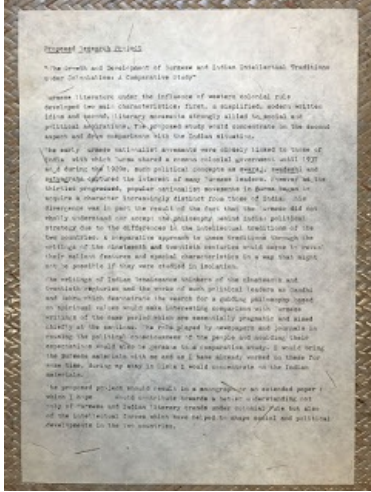 Proposed Research Project
"The Growth and Development of Burmese and Indian Intellectual Traditions
under Colonialism: A Comparative Study"
Burmese literature under the influence of western colonial rule
developed two main characteristics: first, a simplified, modern written
idiom and second, literary movements strongly allied to social and
political aspirations. The proposed study would concentrate on the second
aspect and draw comparisons with the Indian situation.
The early Burmese nationalist movements were closely linked to those of
India with which Burma shared a common colonial government until 1937
and during the 1920s, such political concepts as swaraj, swadeshi and
satyagraha captured the interest of many Burmese leaders. However as the
thirties progressed, popular nationalist movements in Burma began to
acquire a character increasingly distinct from those of India. This
divergence was in part the result of the fact that the Burmese did not
wholly understand nor accept the philosophy behind Indian political
strategy due to the differences in the intellectual traditions of the
two countries. A comparative approach to these traditions through the
writings of the nineteenth and twentieth centuries would serve to reveal
their salient features and special characteristics in a way that might
not be possible if they were studied in isolation.
The writings of Indian renaissance thinkers of the nineteenth and
twentieth centuries and the works of such political leaders as Gandhi
and Nehru which demonstrate the search for a guiding philosophy based
on spiritual values would make interesting comparisons with Burmese
writings of the same period which are essentially pragmatic and aimed
chiefly at the sections. The role played by newspapers and journals in
rousing the political consciousness of the people and moulding their
expectations would also be germane to a comparative study. I would bring
the Burmese materials with me and as I have already worked on these for
some time, during my stay in Simla I would concentrate on the Indian
materials.
The proposed project should result in a monograph or an extended paper
which I hope would contribute towards a better understanding not
only of Burmese and Indian literary trends under colonial rule but also
of the intellectual forces which have helped to shape social and political
developments in the two countries.